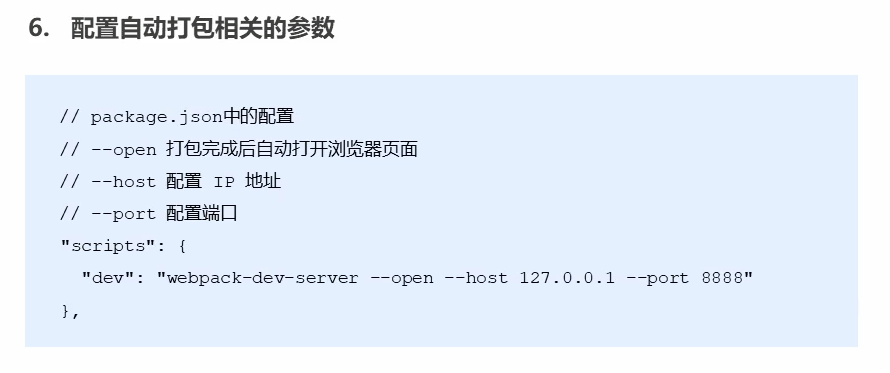 6. 配置自动打包相关的参数
// package.json中的配置
// --open 打包完成后自动打开浏览器页面
// --host 配置 IP 地址
// --port 配置端口
"scripts": {
"dev": "webpack-dev-server --open --host 127.0.0.1 --port 8888"
},